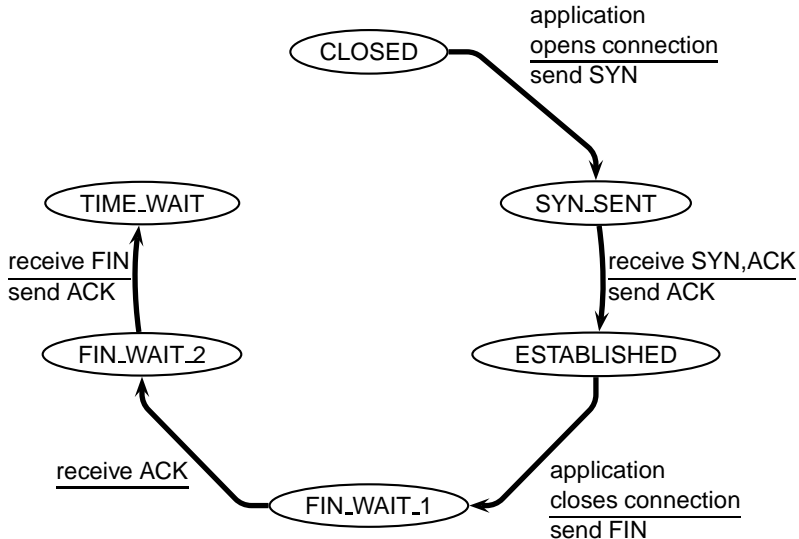 CLOSED
application
opens connection
send SYN
TIME_WAIT
SYN_SENT
receive FIN
send ACK
receive SYN,ACK
send ACK
FIN_WAIT_2
ESTABLISHED
receive ACK
FIN_WAIT_1
application
closes connection
send FIN